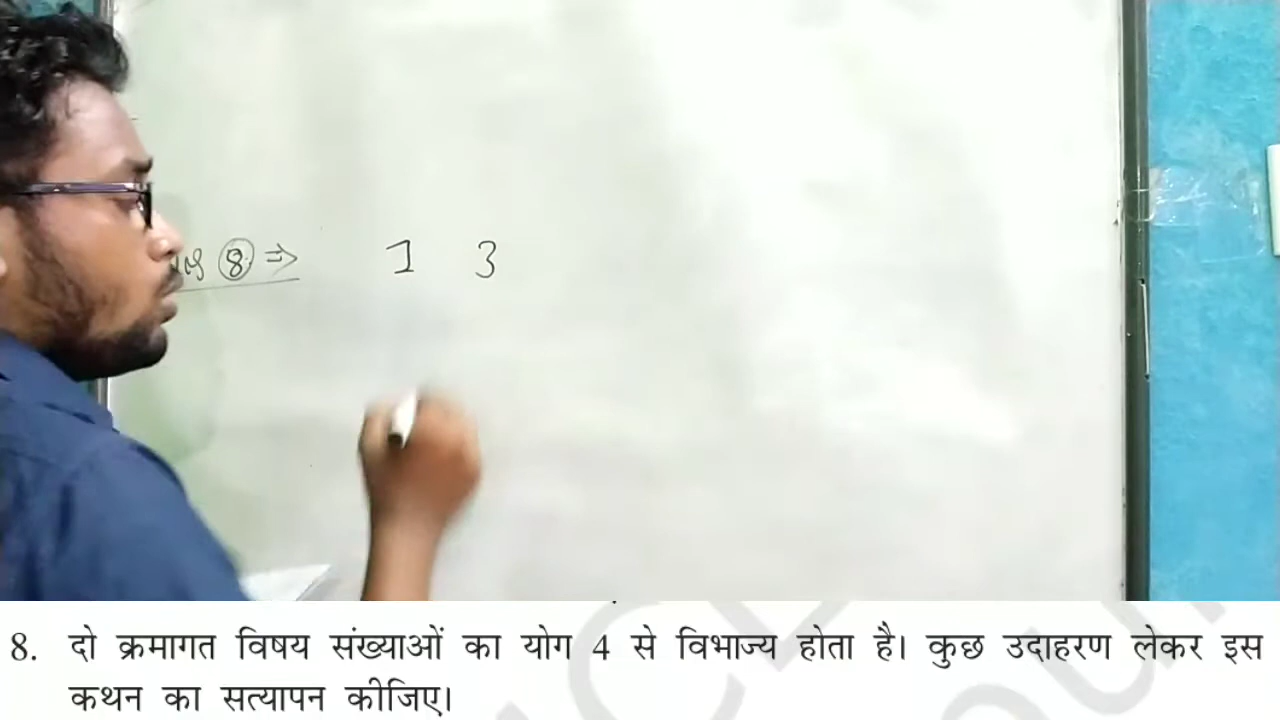 ⑧ ⇒ 1 3
8. दो क्रमागत विषय संख्याओं का योग 4 से विभाज्य होता है। कुछ उदाहरण लेकर इस
कथन का सत्यापन कीजिए।